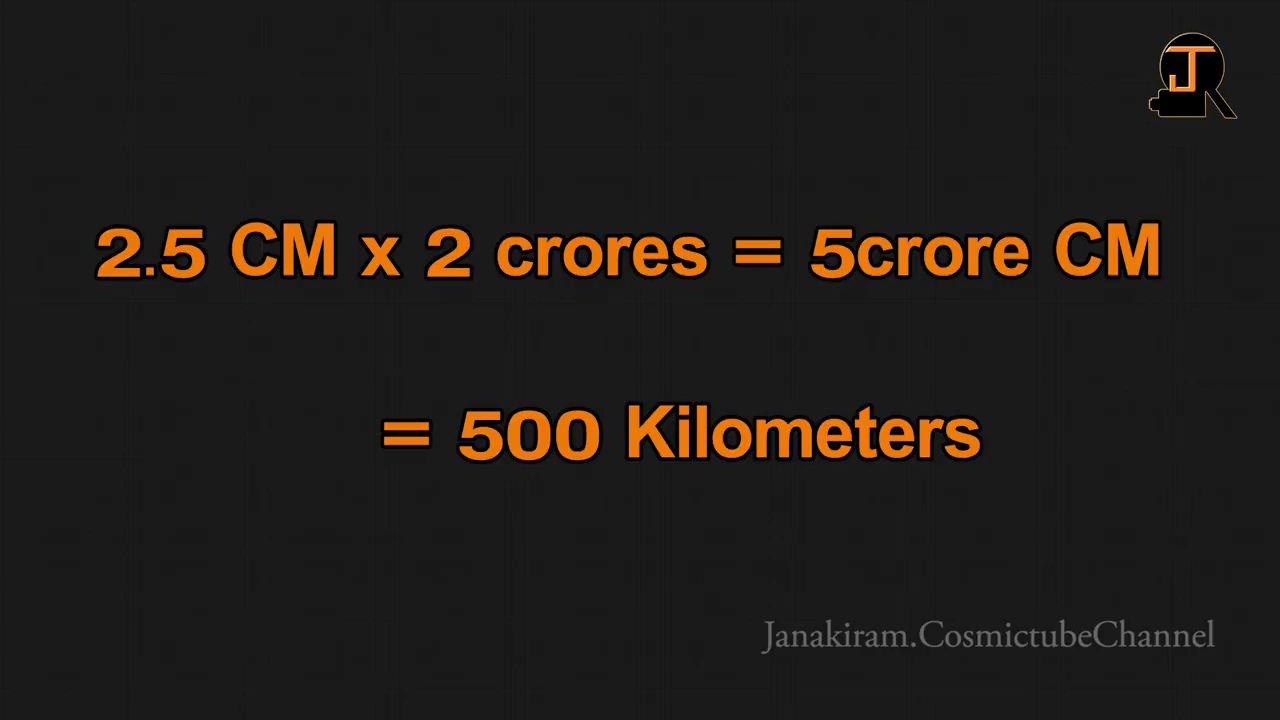 2.5 CM x 2 crores = 5crore CM
= 500 Kilometers
Janakiram.CosmictubeChannel